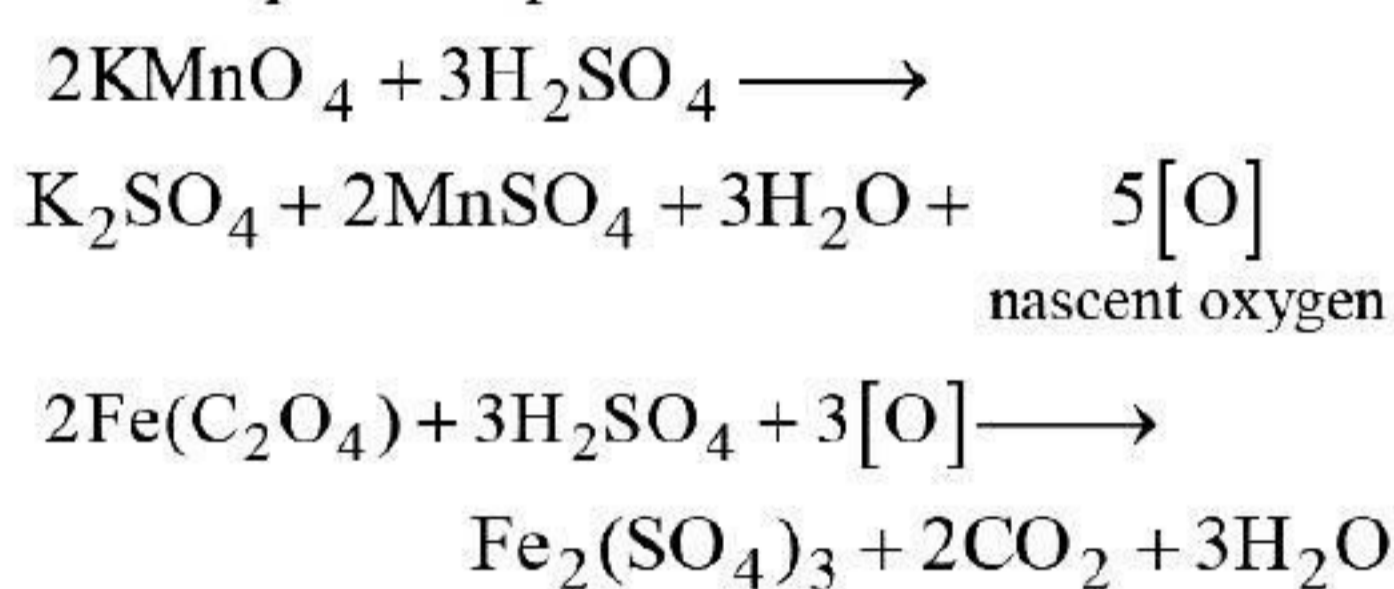 2KMnO₄ + 3H₂SO₄ ⟶
K₂SO₄ + 2MnSO₄ + 3H₂O + 5[O]
nascent oxygen
2Fe(C₂O₄) + 3H₂SO₄ + 3[O] ⟶
Fe₂(SO₄)₃ + 2CO₂ + 3H₂O